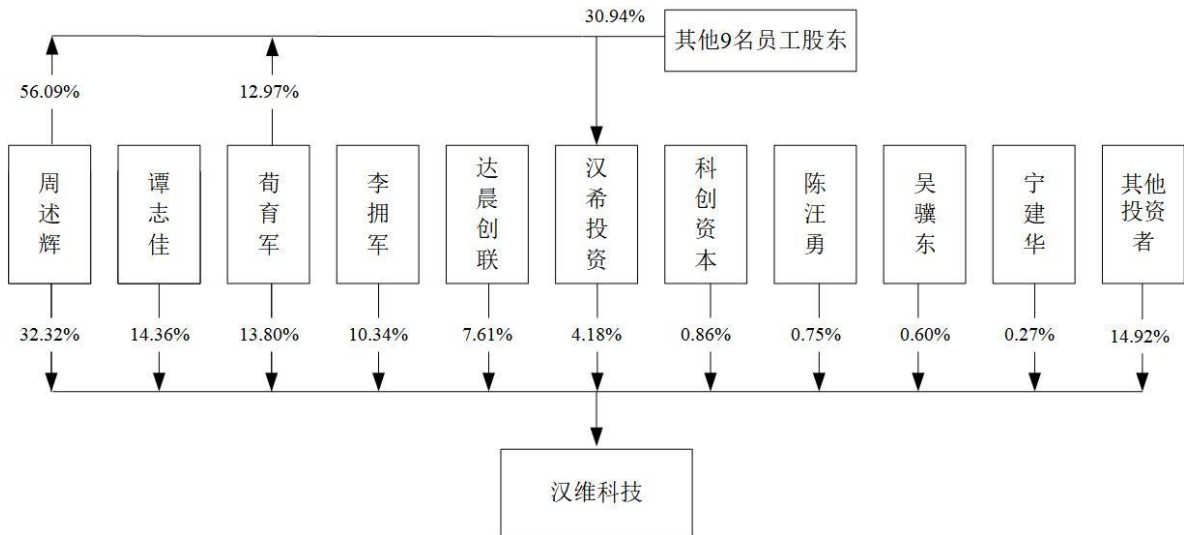 30.94%
其他9名员工股东
56.09%
12.97%
周述辉
谭志佳
荀育军
李拥军
达晨创联
汉希投资
科创资本
陈汪勇
吴骥东
宁建华
其他
投资
者
32.32%
14.36%
13.80%
10.34%
7.61%
4.18%
0.86%
0.75%
0.60%
0.27%
14.92%
汉维科技